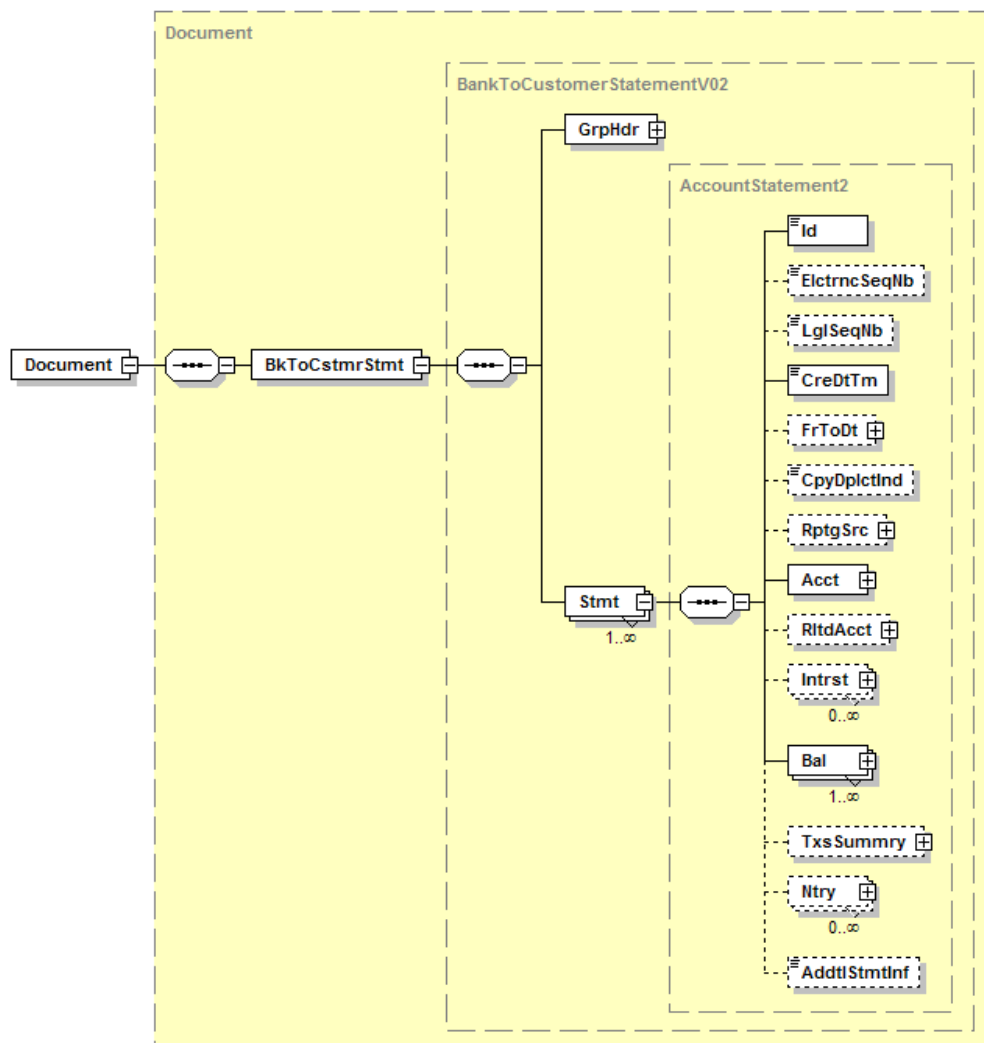 Document
BankToCustomerStatementV02
GrpHdr
AccountStatement2
Id
ElctrncSeqNb
LglSeqNb
Document
BkToCstmrStmt
CreDtTm
FrToDt
CpyDplctInd
RptgSrc
Acct
Stmt
1..∞
RltdAcct
Intrst
0..∞
Bal
1..∞
TxsSummry
Ntry
0..∞
AddtlStmtInf